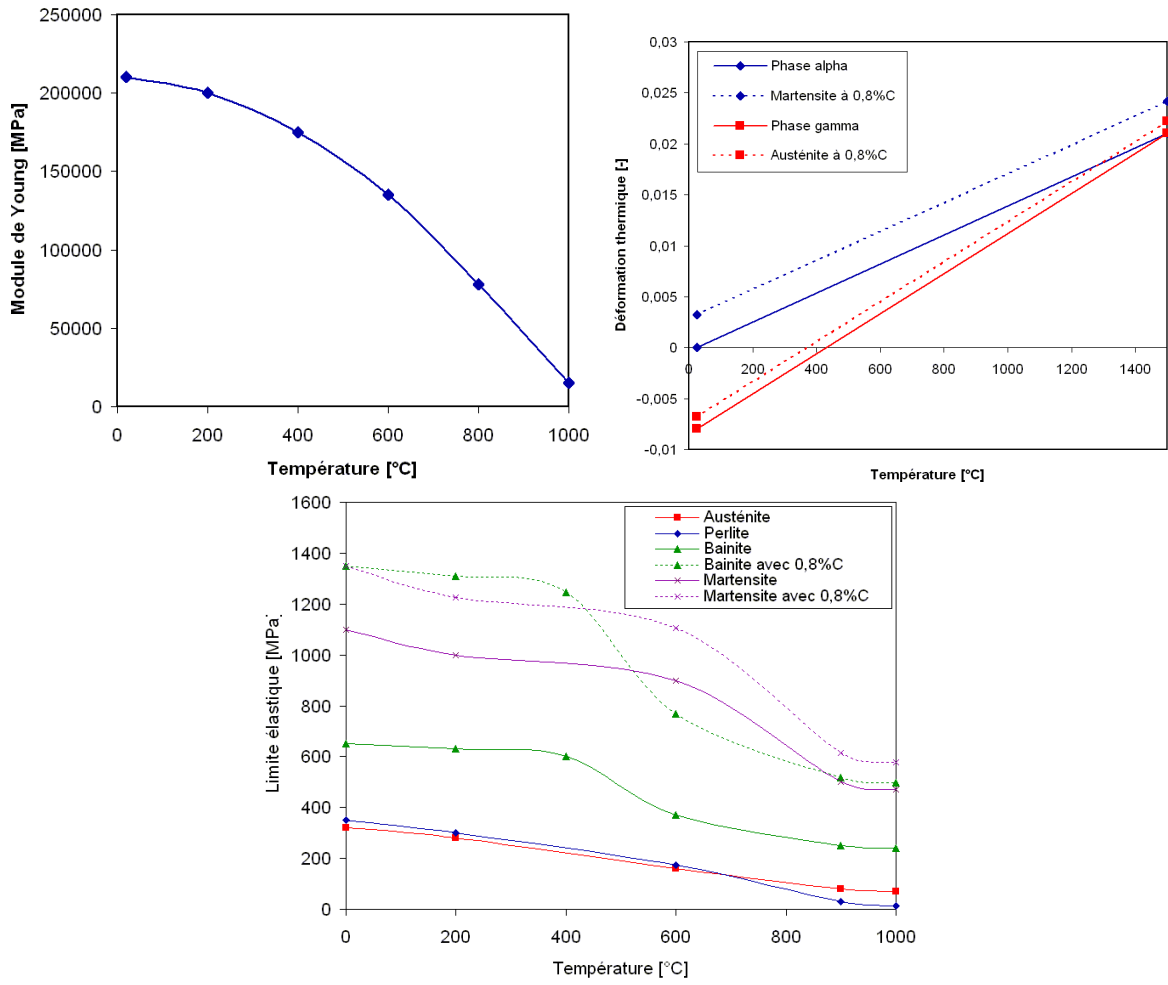 250000
200000
150000
100000
50000
0
Module de Young [MPa]
0 200 400 600 800 1000
Température [°C]
0,03
0,025
0,02
0,015
0,01
0,005
0
-0,005
-0,01
Déformation thermique [-]
Phase alpha
Martensite à 0,8%C
Phase gamma
Austénite à 0,8%C
0 200 400 600 800 1000 1200 1400
Température [°C]
1600
1400
1200
1000
800
600
400
200
0
Limite élastique [MPa]
Austénite
Perlite
Bainite
Bainite avec 0,8%C
Martensite
Martensite avec 0,8%C
0 200 400 600 800 1000
Température [°C]